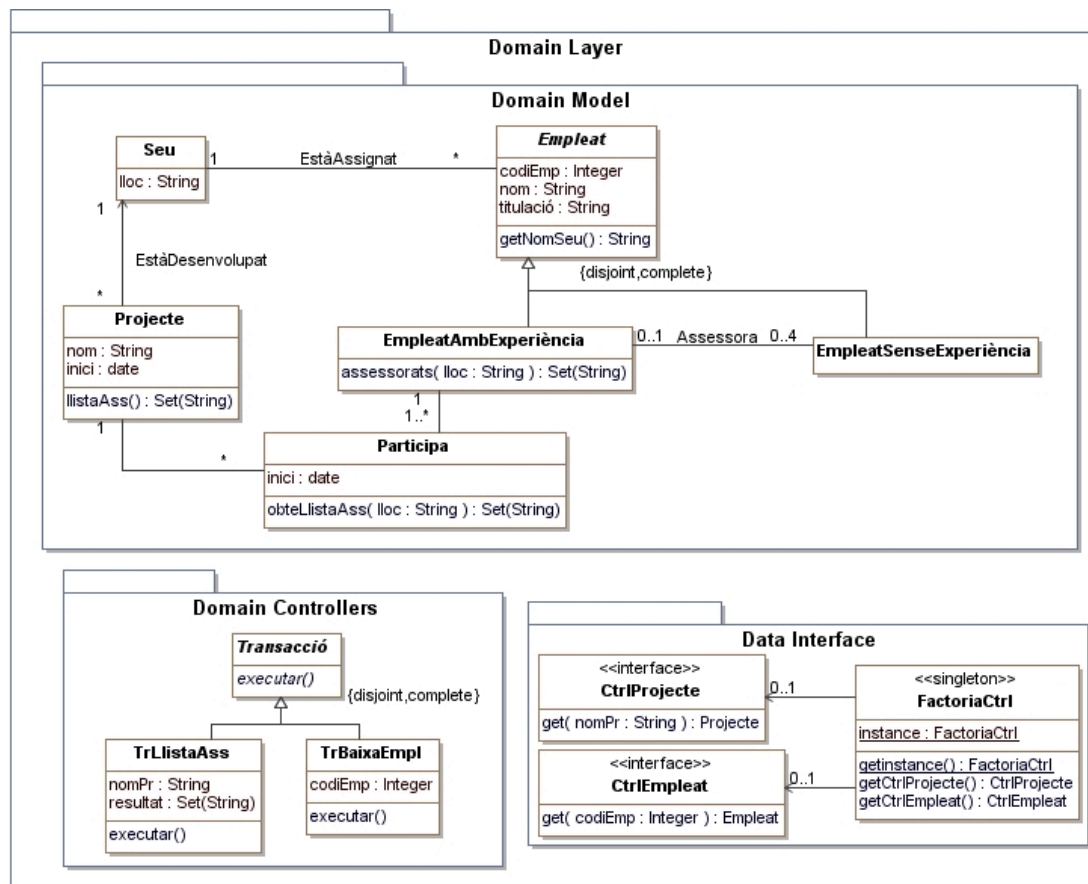 Domain Layer
Domain Model
Seu
lloc : String
1
EstàAssignat
*
Empleat
codiEmp : Integer
nom : String
titulació : String
getNomSeu() : String
1
EstàDesenvolupat
*
{disjoint,complete}
Projecte
nom : String
inici : date
llistaAss() : Set(String)
EmpleatAmbExperiència
assessorats( lloc : String ) : Set(String)
0..1
Assessora
0..4
EmpleatSenseExperiència
1
1..*
1
*
Participa
inici : date
obteLlistaAss( lloc : String ) : Set(String)
Domain Controllers
Transacció
executar()
{disjoint,complete}
TrLlistaAss
nomPr : String
resultat : Set(String)
executar()
TrBaixaEmpl
codiEmp : Integer
executar()
Data Interface
<<interface>>
CtrlProjecte
get( nomPr : String ) : Projecte
0..1
<<singleton>>
FactoriaCtrl
instance : FactoriaCtrl
getinstance() : FactoriaCtrl
getCtrlProjecte() : CtrlProjecte
getCtrlEmpleat() : CtrlEmpleat
<<interface>>
CtrlEmpleat
get( codiEmp : Integer ) : Empleat
0..1